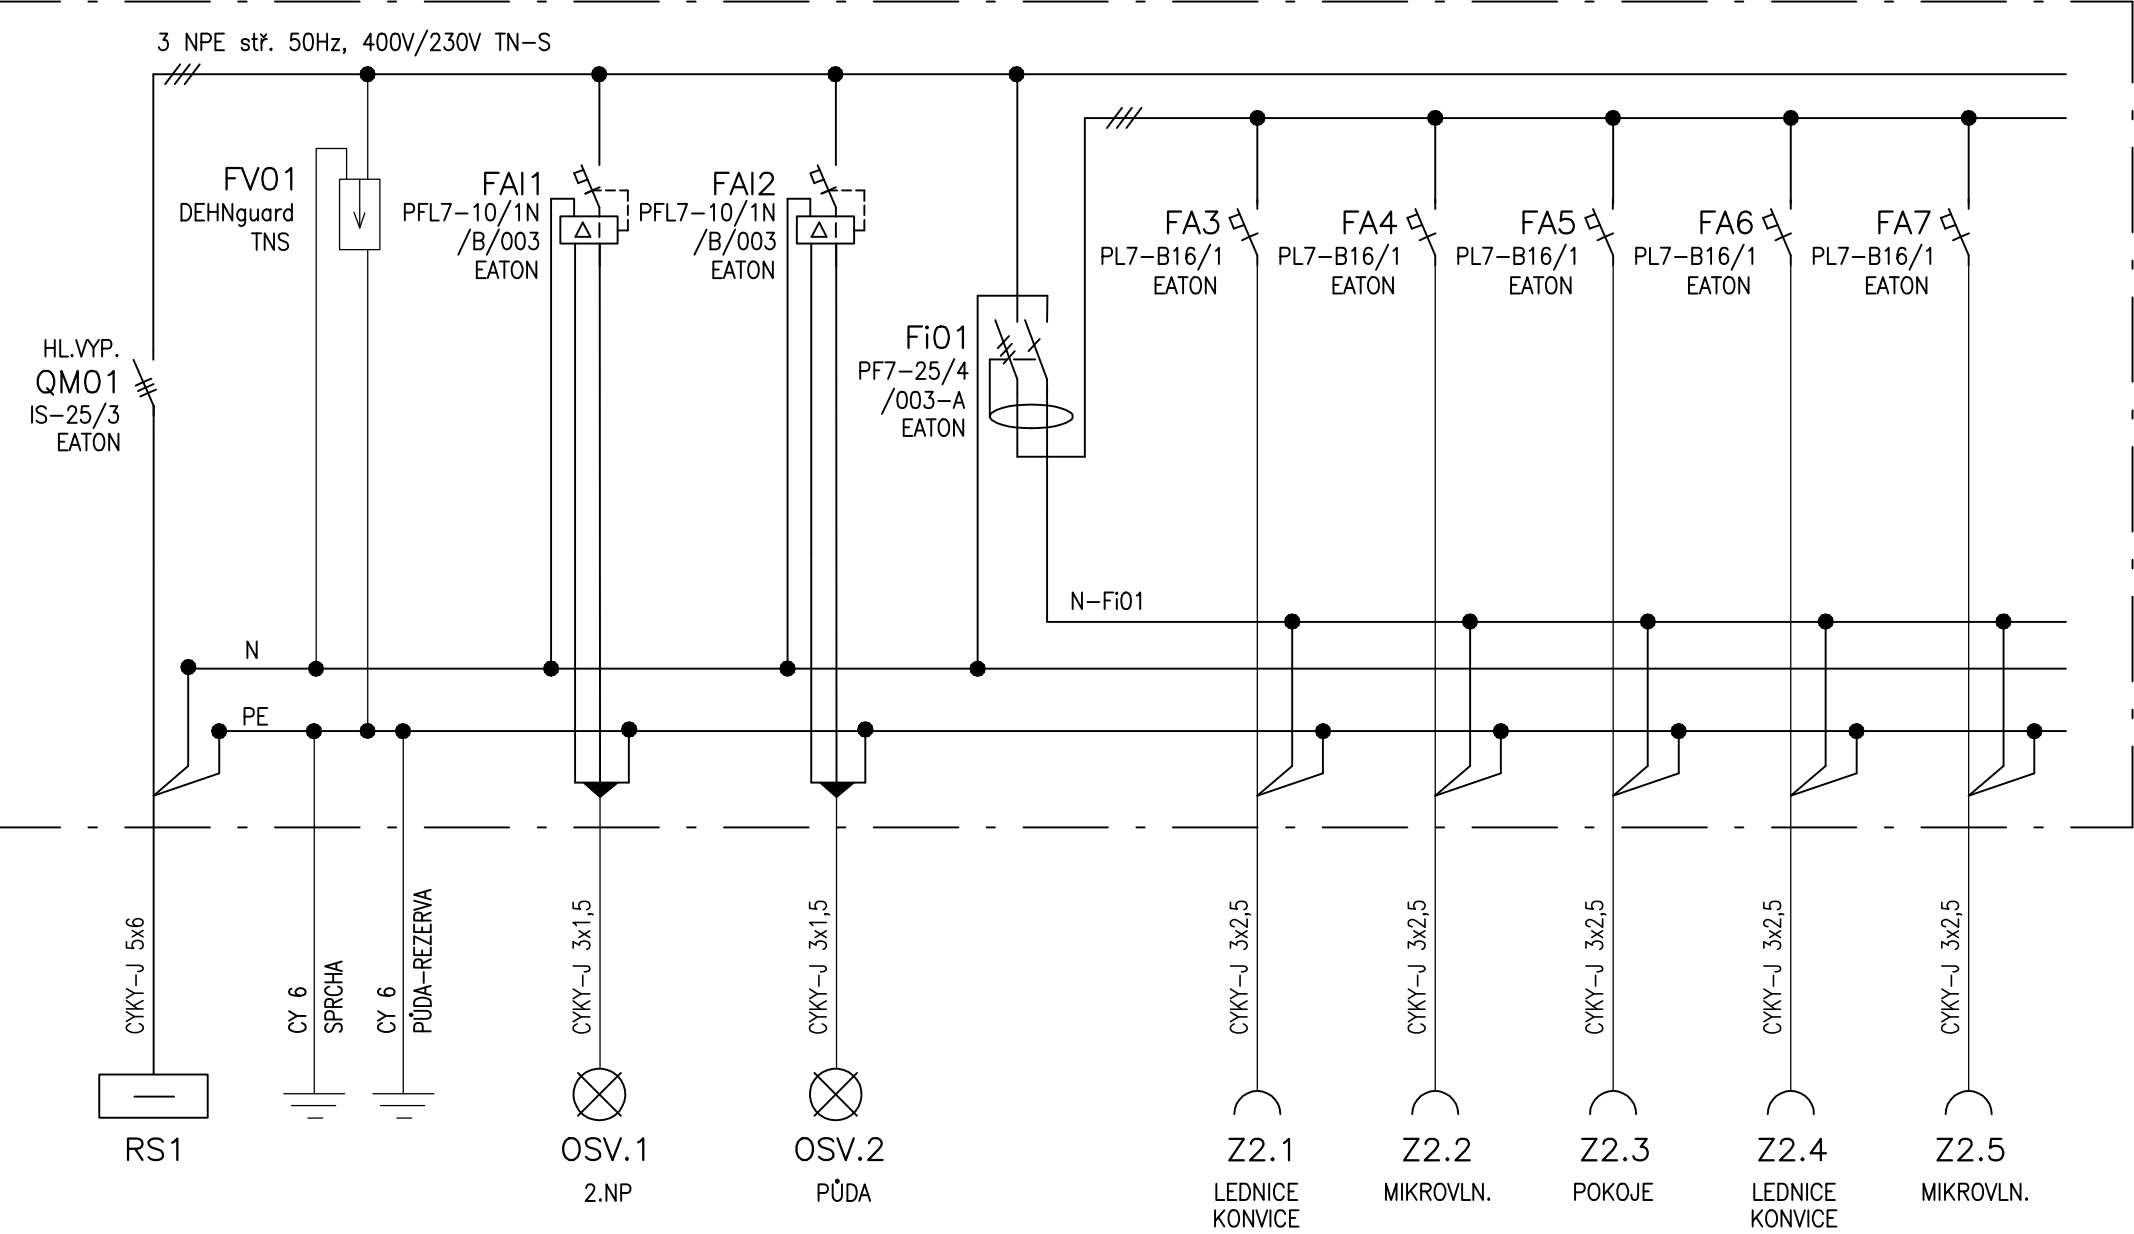 3 NPE stř. 50Hz, 400V/230V TN-S
FV01
DEHNguard
TNS
FAI1
PFL7-10/1N
/B/003
EATON
FAI2
PFL7-10/1N
/B/003
EATON
FA3
PL7-B16/1
EATON
FA4
PL7-B16/1
EATON
FA5
PL7-B16/1
EATON
FA6
PL7-B16/1
EATON
FA7
PL7-B16/1
EATON
HL.VYP.
QM01
IS-25/3
EATON
Fi01
PF7-25/4
/003-A
EATON
N-Fi01
N
PE
CYKY-J 5x6
CY 6
SPRCHA
CY 6
PŮDA-REZERVA
CYKY-J 3x1,5
CYKY-J 3x1,5
CYKY-J 3x2,5
CYKY-J 3x2,5
CYKY-J 3x2,5
CYKY-J 3x2,5
CYKY-J 3x2,5
RS1
OSV.1
2.NP
OSV.2
PŮDA
Z2.1
LEDNICE
KONVICE
Z2.2
MIKROVLN.
Z2.3
POKOJE
Z2.4
LEDNICE
KONVICE
Z2.5
MIKROVLN.